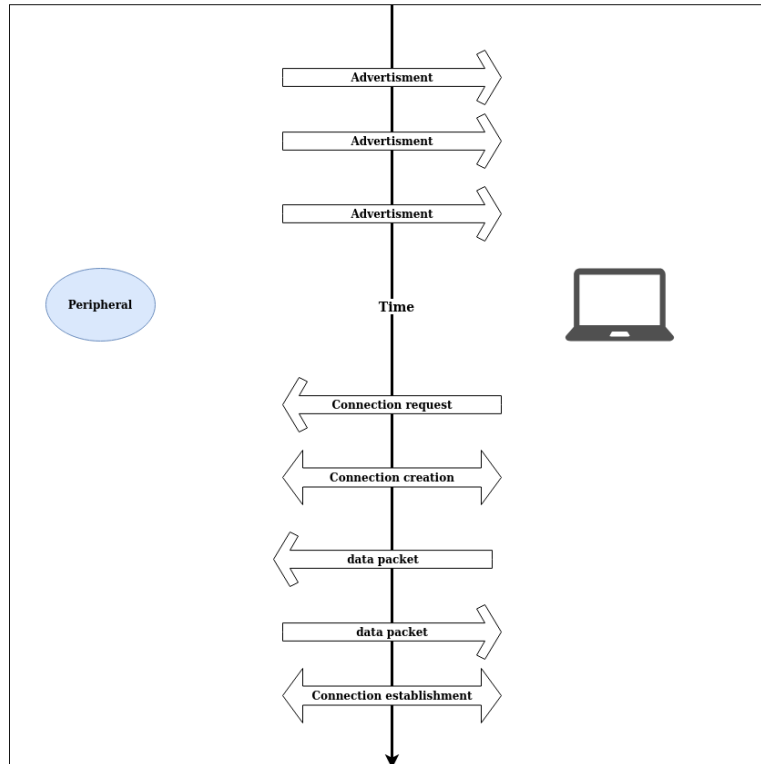 Advertisment
Advertisment
Advertisment
Peripheral
Time
Connection request
Connection creation
data packet
data packet
Connection establishment